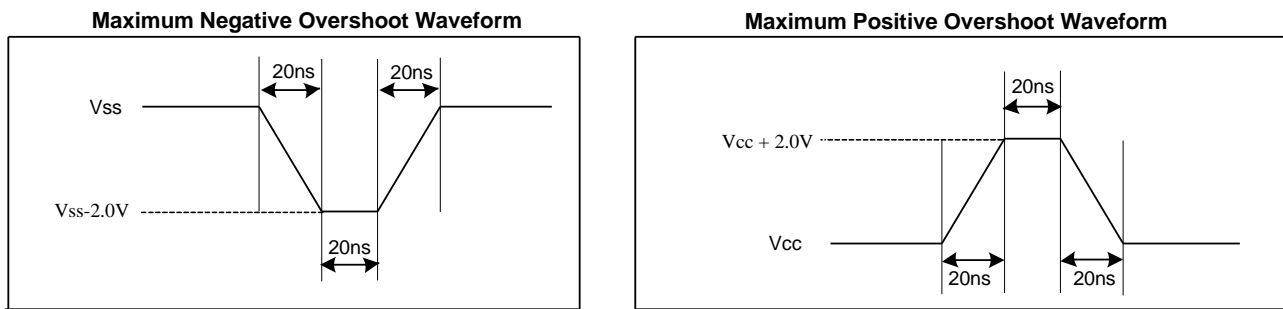 Maximum Negative Overshoot Waveform
20ns
20ns
Vss
Vss-2.0V
20ns
Maximum Positive Overshoot Waveform
20ns
Vcc + 2.0V
Vcc
20ns
20ns